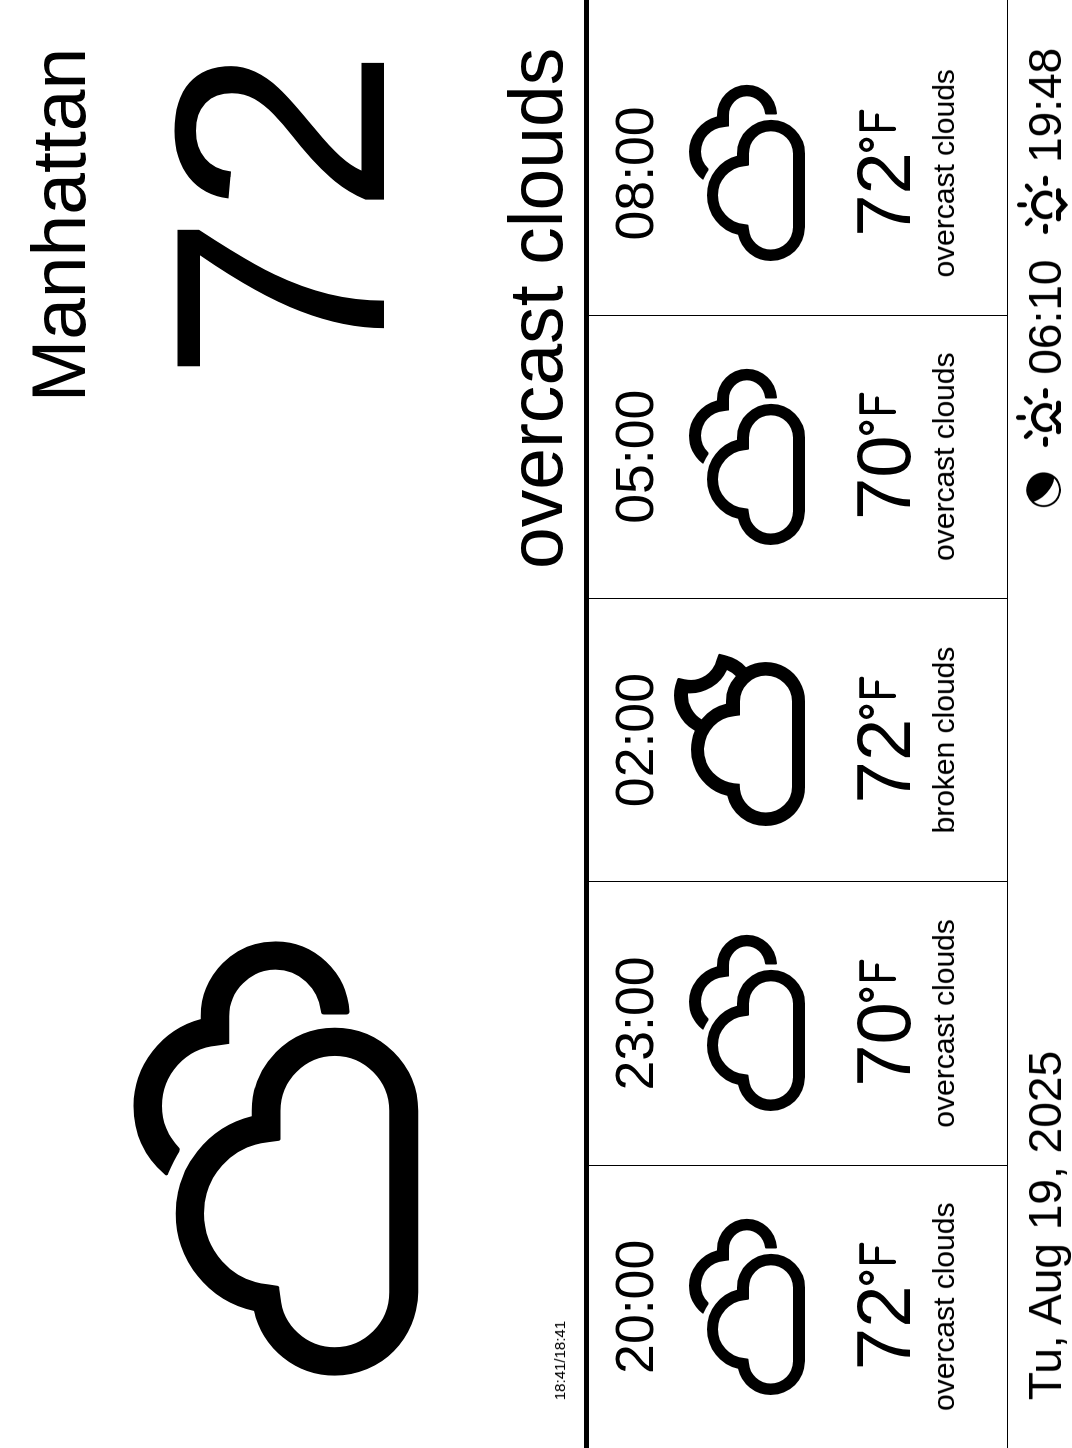 Manhattan
72
overcast clouds
18:41/18:41
20:00 23:00 02:00 05:00 08:00
72°F 70°F 72°F 70°F 72°F
overcast clouds overcast clouds broken clouds overcast clouds overcast clouds
Tu, Aug 19, 2025 06:10 19:48